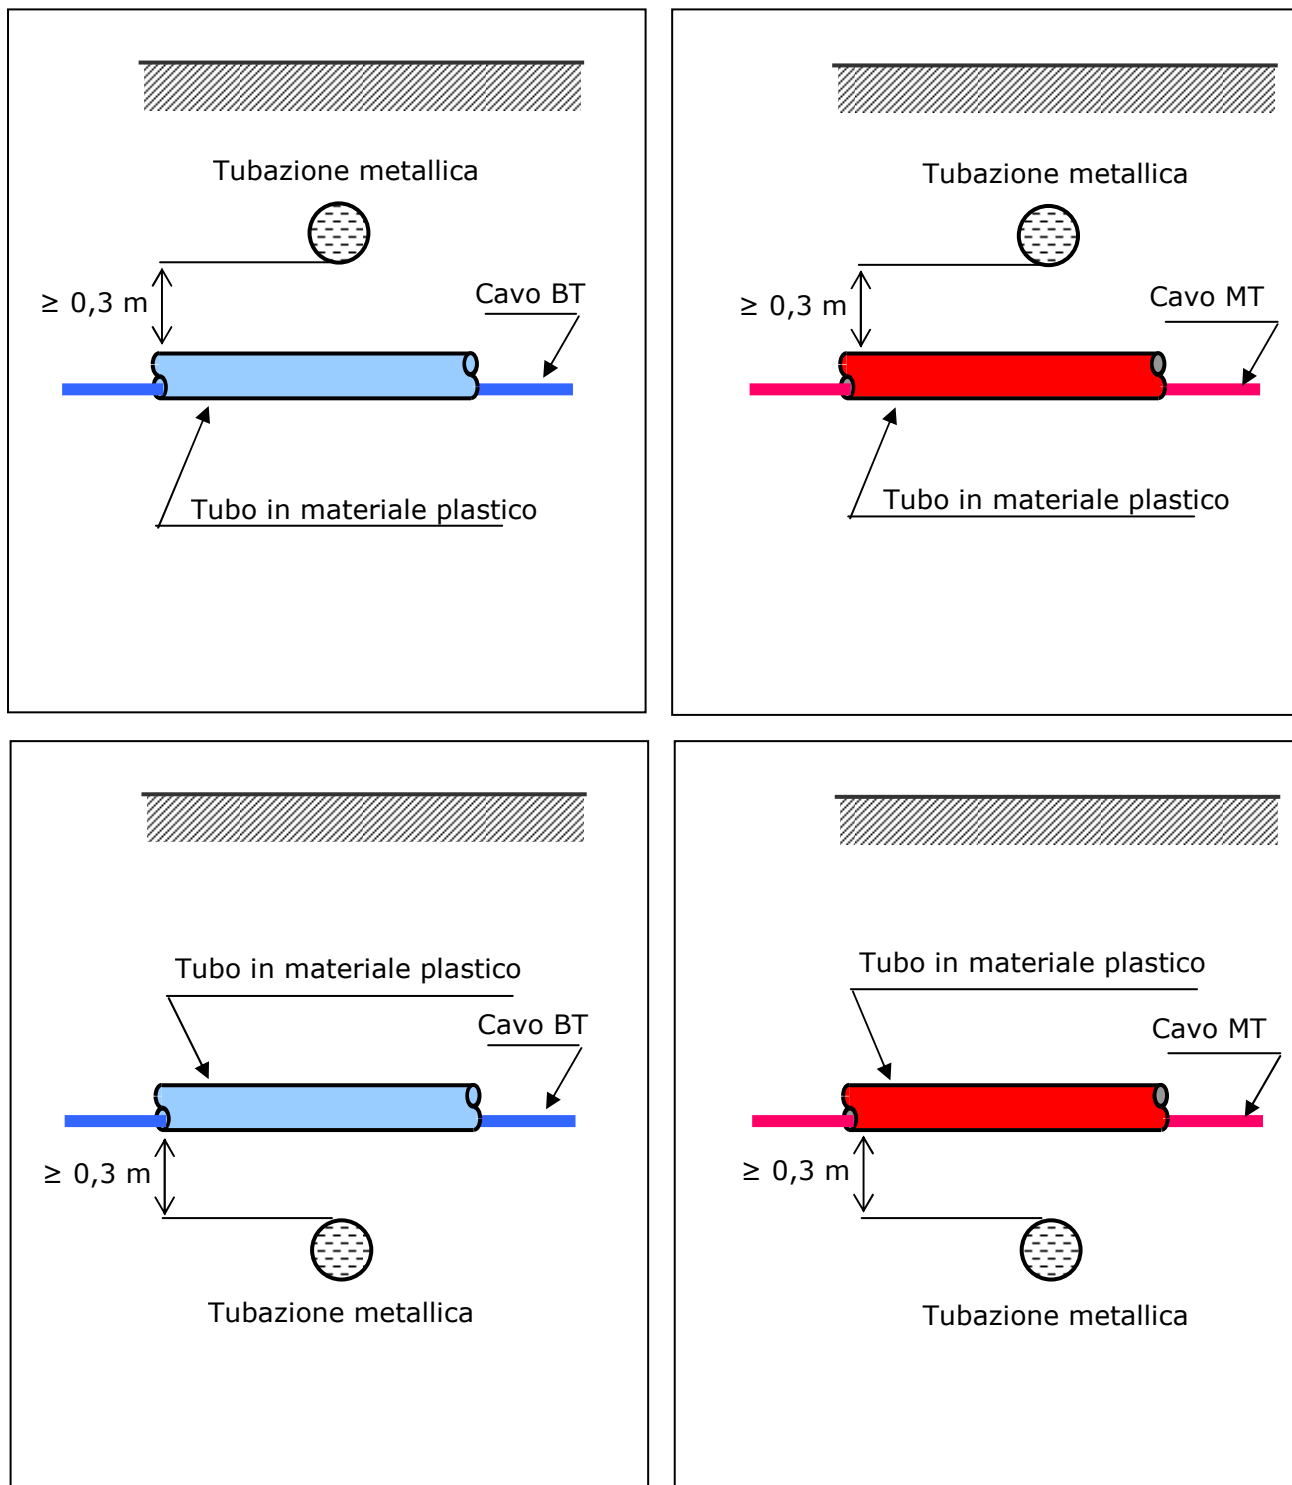 Tubazione metallica
≥ 0,3 m
Cavo BT
Tubo in materiale plastico
Tubazione metallica
≥ 0,3 m
Cavo MT
Tubo in materiale plastico
Tubo in materiale plastico
Cavo BT
≥ 0,3 m
Tubazione metallica
Tubo in materiale plastico
Cavo MT
≥ 0,3 m
Tubazione metallica